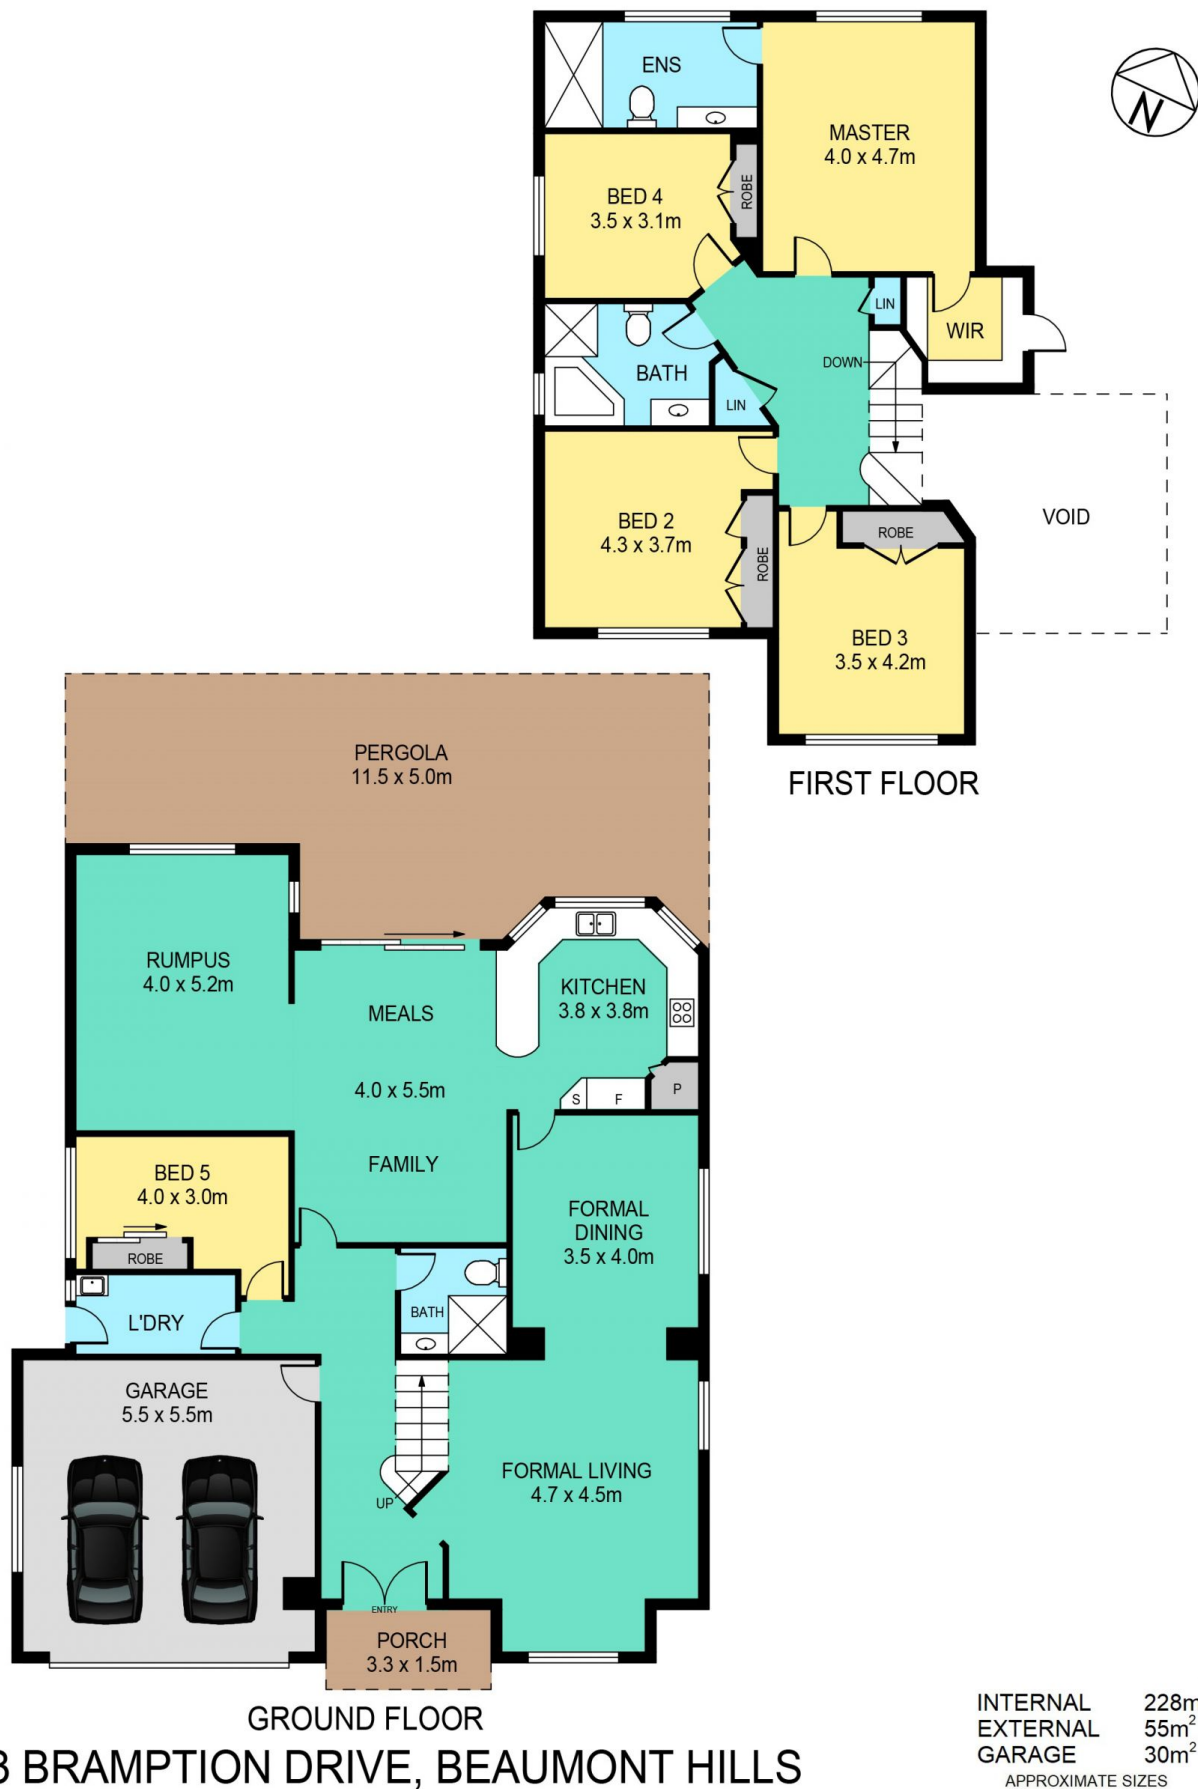 ENS
MASTER
4.0 x 4.7m
N
BED 4
3.5 x 3.1m
ROBE
LIN
WIR
DOWN
BATH
LIN
BED 2
4.3 x 3.7m
ROBE
ROBE
VOID
BED 3
3.5 x 4.2m
FIRST FLOOR
PERGOLA
11.5 x 5.0m
RUMPUS
4.0 x 5.2m
MEALS
4.0 x 5.5m
FAMILY
KITCHEN
3.8 x 3.8m
S
F
P
BED 5
4.0 x 3.0m
ROBE
FORMAL
DINING
3.5 x 4.0m
L'DRY
BATH
GARAGE
5.5 x 5.5m
FORMAL LIVING
4.7 x 4.5m
UP
ENTRY
PORCH
3.3 x 1.5m
GROUND FLOOR
BRAMPTION DRIVE, BEAUMONT HILLS
INTERNAL 228m
EXTERNAL 55m²
GARAGE 30m²
APPROXIMATE SIZES